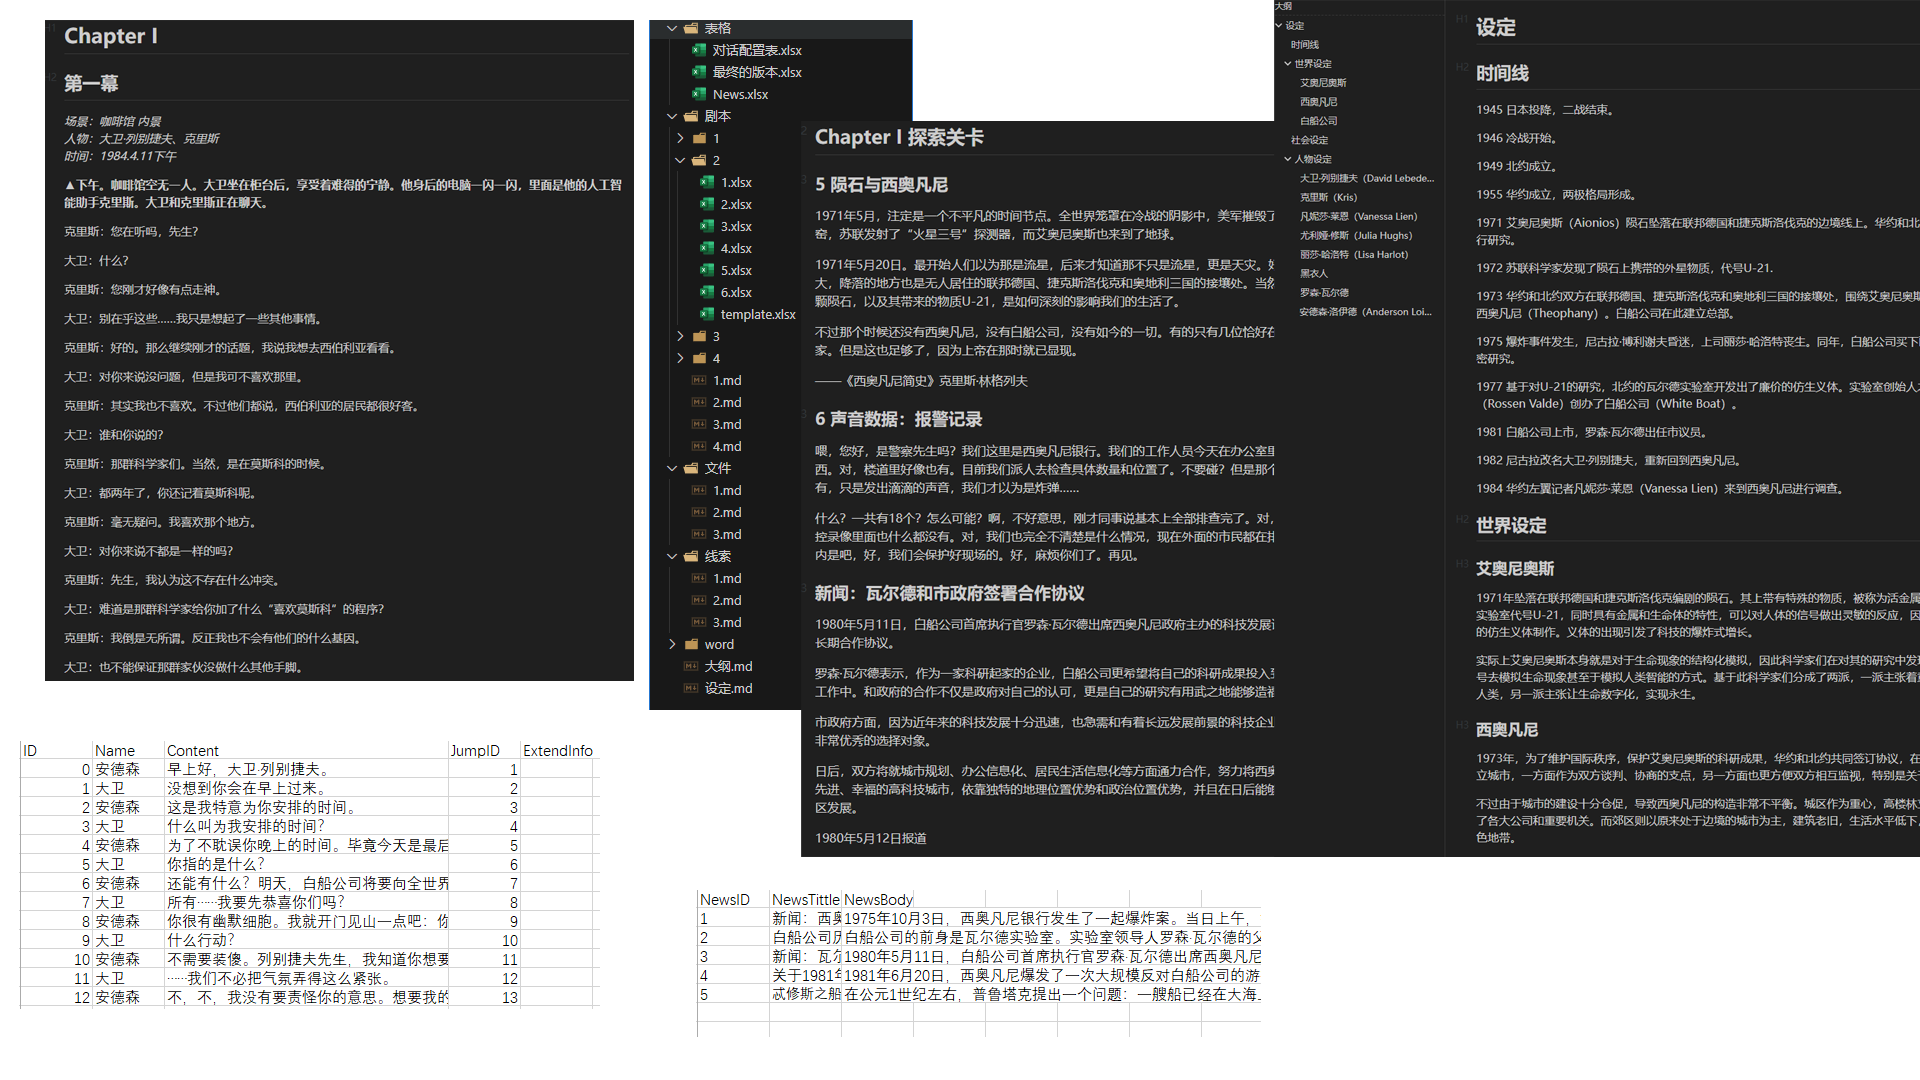 Chapter I
第一幕
场景：咖啡馆 内景
人物：大卫·列别捷夫、克里斯
时间：1984.4.11下午
▲下午。咖啡馆空无一人。大卫坐在柜台后，享受着难得的宁静。他身后的电脑一闪一闪，里面是他的人工智
能助手克里斯。大卫和克里斯正在聊天。
克里斯：您在听吗，先生？
大卫：什么？
克里斯：您刚才好像有点走神。
大卫：别在乎这些……我只是想起了一些其他事情。
克里斯：好的。那么继续刚才的话题，我说我想去西伯利亚看看。
大卫：对你来说没问题，但是我可不喜欢那里。
克里斯：其实我也不喜欢。不过他们都说，西伯利亚的居民都很好客。
大卫：谁和你说的？
克里斯：那群科学家们。当然，是在莫斯科的时候。
大卫：都两年了，你还记着莫斯科呢。
克里斯：毫无疑问。我喜欢那个地方。
大卫：对你来说不都是一样的吗？
克里斯：先生，我认为这不存在什么冲突。
大卫：难道是那群科学家给你加了什么“喜欢莫斯科”的程序？
克里斯：我倒是无所谓。反正我也不会有他们的什么基因。
大卫：也不能保证那群家伙没做什么其他手脚。
表格
对话配置表.xlsx
最终的版本.xlsx
News.xlsx
剧本
1
2
1.xlsx
2.xlsx
3.xlsx
4.xlsx
5.xlsx
6.xlsx
template.xlsx
3
4
1.md
2.md
3.md
4.md
文件
1.md
2.md
3.md
线索
1.md
2.md
3.md
word
大纲.md
设定.md
Chapter I 探索关卡
5 陨石与西奥凡尼
1971年5月，注定是一个不平凡的时间节点。全世界笼罩在冷战的阴影中，美军摧毁了
窑，苏联发射了“火星三号”探测器，而艾奥尼奥斯也来到了地球。
1971年5月20日。最开始人们以为那是流星，后来才知道那不只是流星，更是天灾。
大，降落的地方也是无人居住的联邦德国、捷克斯洛伐克和奥地利三国的接壤处。当然
颗陨石，以及其带来的物质U-21，是如何深刻的影响我们的生活了。
不过那个时候还没有西奥凡尼，没有白船公司，没有如今的一切。有的只有几位恰好在
家。但是这也足够了，因为上帝在那时就已显现。
——《西奥凡尼简史》克里斯·林格列夫
6 声音数据：报警记录
喂，您好，是警察先生吗？我们这里是西奥凡尼银行。我们的工作人员今天在办公室里
西。对，楼道里好像也有。目前我们派人去检查具体数量和位置了。不要碰？但是那个
有，只是发出滴滴的声音，我们才以为是炸弹……
什么？一共有18个？怎么可能？啊，不好意思，刚才同事说基本上全部排查完了。对，
控录像里面也什么都没有。对，我们也完全不清楚是什么情况，现在外面的市民都在排
内是吧，好，我们会保护好现场的。好，麻烦你们了。再见。
新闻：瓦尔德和市政府签署合作协议
1980年5月11日，白船公司首席执行官罗森·瓦尔德出席西奥凡尼政府主办的科技发展
长期合作协议。
罗森·瓦尔德表示，作为一家科研起家的企业，白船公司更希望将自己的科研成果投入到
工作中。和政府的合作不仅是政府对自己的认可，更是自己的研究有用武之地能够造福
市政府方面，因为近年来的科技发展十分迅速，也急需和有着长远发展前景的科技企业
非常优秀的选择对象。
日后，双方将就城市规划、办公信息化、居民生活信息化等方面通力合作，努力将西奥
先进、幸福的高科技城市，依靠独特的地理位置优势和政治位置优势，并且在日后能够
区发展。
1980年5月12日报道
大纲
设定
时间线
世界设定
艾奥尼奥斯
西奥凡尼
白船公司
社会设定
人物设定
大卫·列别捷夫（David Lebede...
克里斯（Kris）
凡妮莎·莱恩（Vanessa Lien）
尤利娅·修斯（Julia Hughs）
丽莎·哈洛特（Lisa Harlot）
黑衣人
罗森·瓦尔德
安德森·洛伊德（Anderson Loi...
设定
时间线
1945 日本投降，二战结束。
1946 冷战开始。
1949 北约成立。
1955 华约成立，两极格局形成。
1971 艾奥尼奥斯（Aionios）陨石坠落在联邦德国和捷克斯洛伐克的边境线上。华约和北
行研究。
1972 苏联科学家发现了陨石上携带的外星物质，代号U-21.
1973 华约和北约双方在联邦德国、捷克斯洛伐克和奥地利三国的接壤处，围绕艾奥尼奥斯
西奥凡尼（Theophany）。白船公司在此建立总部。
1975 爆炸事件发生，尼古拉·博利谢夫昏迷，上司丽莎·哈洛特丧生。同年，白船公司买下
密研究。
1977 基于对U-21的研究，北约的瓦尔德实验室开发出了廉价的仿生义体。实验室创始人
（Rossen Valde）创办了白船公司（White Boat）。
1981 白船公司上市，罗森·瓦尔德出任市议员。
1982 尼古拉改名大卫·列别捷夫，重新回到西奥凡尼。
1984 华约左翼记者凡妮莎·莱恩（Vanessa Lien）来到西奥凡尼进行调查。
世界设定
艾奥尼奥斯
1971年坠落在联邦德国和捷克斯洛伐克编剧的陨石。其上带有特殊的物质，被称为活金属
实验室代号U-21，同时具有金属和生命体的特性，可以对人体的信号做出灵敏的反应，因
的仿生义体制作。义体的出现引发了科技的爆炸式增长。
实际上艾奥尼奥斯本身就是对于生命现象的结构化模拟，因此科学家们在对其的研究中发现
号去模拟生命现象甚至于模拟人类智能的方式。基于此科学家们分成了两派，一派主张着
人类，另一派主张让生命数字化，实现永生。
西奥凡尼
1973年，为了维护国际秩序，保护艾奥尼奥斯的科研成果，华约和北约共同签订协议，在
立城市，一方面作为双方谈判、协商的支点，另一方面也更方便双方相互监视，特别是关
不过由于城市的建设十分仓促，导致西奥凡尼的构造非常不平衡。城区作为重心，高楼林立
了各大公司和重要机关。而郊区则以原来处于边境的城市为主，建筑老旧，生活水平低下，
色地带。
ID Name Content JumpID ExtendInfo
0 安德森 早上好，大卫·列别捷夫。 1
1 大卫 没想到你会在早上过来。 2
2 安德森 这是我特意为你安排的时间。 3
3 大卫 什么叫为我安排的时间？ 4
4 安德森 为了不耽误你晚上的时间。毕竟今天是最后 5
5 大卫 你指的是什么？ 6
6 安德森 还能有什么？明天，白船公司将要向全世界 7
7 大卫 所有……我要先恭喜你们吗？ 8
8 安德森 你很有幽默细胞。我就开门见山一点吧：你 9
9 大卫 什么行动？ 10
10 安德森 不需要装傻。列别捷夫先生，我知道你想要 11
11 大卫 ……我们不必把气氛弄得这么紧张。 12
12 安德森 不，不，我没有要责怪你的意思。想要我的 13
NewsID NewsTittle NewsBody
1 新闻：西奥 1975年10月3日，西奥凡尼银行发生了一起爆炸案。当日上午，
2 白船公司历 白船公司的前身是瓦尔德实验室。实验室领导人罗森·瓦尔德的父
3 新闻：瓦尔 1980年5月11日，白船公司首席执行官罗森·瓦尔德出席西奥凡尼
4 关于1981年 1981年6月20日，西奥凡尼爆发了一次大规模反对白船公司的游
5 忒修斯之船 在公元1世纪左右，普鲁塔克提出一个问题：一艘船已经在大海